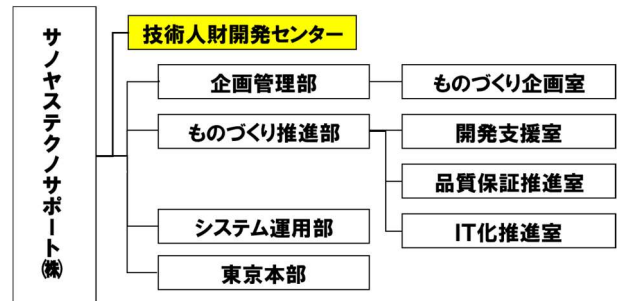 サノヤステクノサポート㈱
技術人財開発センター
企画管理部
ものづくり企画室
ものづくり推進部
開発支援室
品質保証推進室
システム運用部
IT化推進室
東京本部